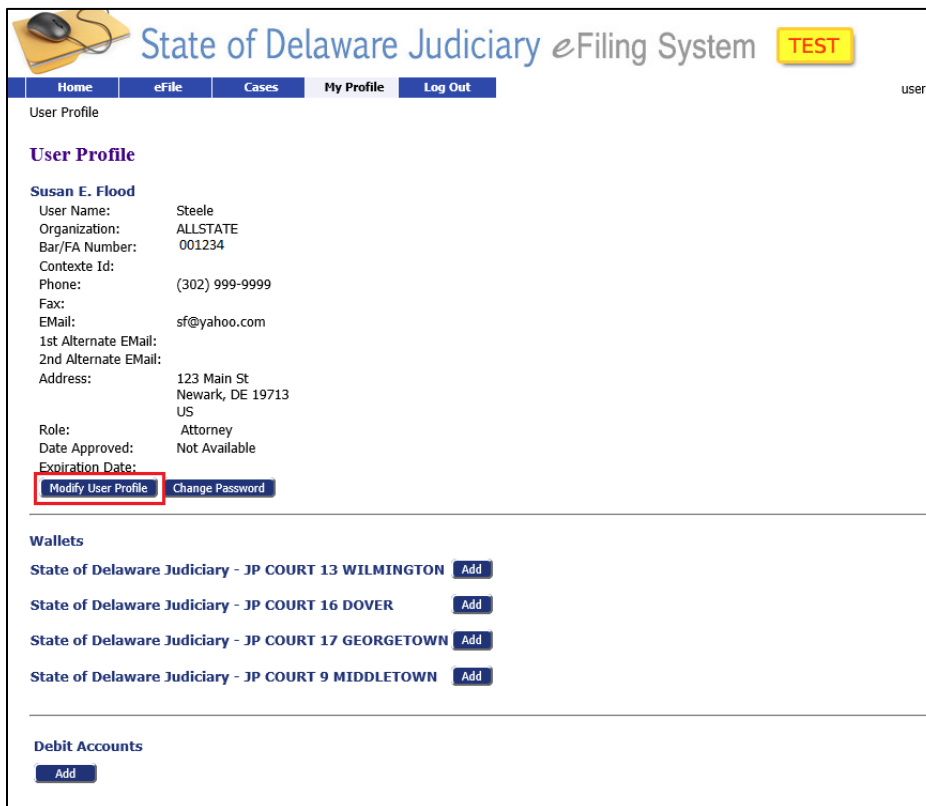 State of Delaware Judiciary eFiling System TEST
Home eFile Cases My Profile Log Out user
User Profile
User Profile
Susan E. Flood
User Name: Steele
Organization: ALLSTATE
Bar/FA Number: 001234
Contexte Id:
Phone: (302) 999-9999
Fax:
EMail: sf@yahoo.com
1st Alternate EMail:
2nd Alternate EMail:
Address: 123 Main St
Newark, DE 19713
US
Role: Attorney
Date Approved: Not Available
Expiration Date:
Modify User Profile Change Password
Wallets
State of Delaware Judiciary - JP COURT 13 WILMINGTON Add
State of Delaware Judiciary - JP COURT 16 DOVER Add
State of Delaware Judiciary - JP COURT 17 GEORGETOWN Add
State of Delaware Judiciary - JP COURT 9 MIDDLETOWN Add
Debit Accounts
Add